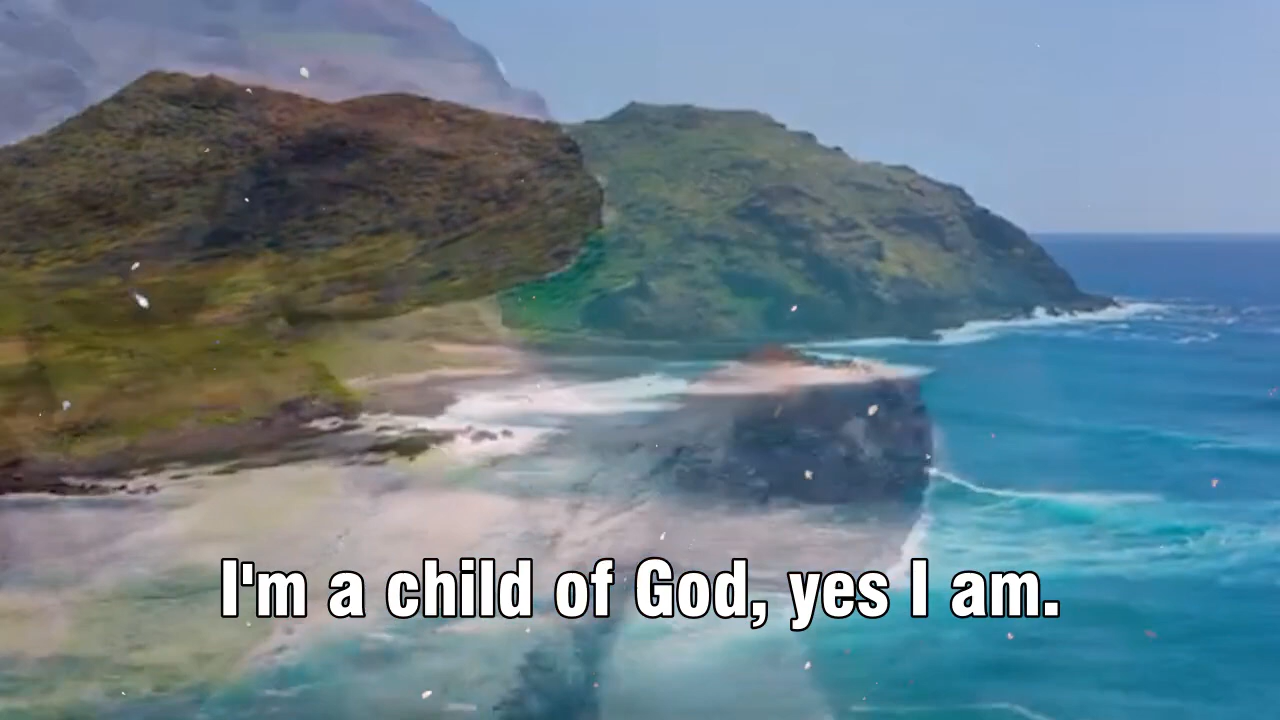 I'm a child of God, yes I am.